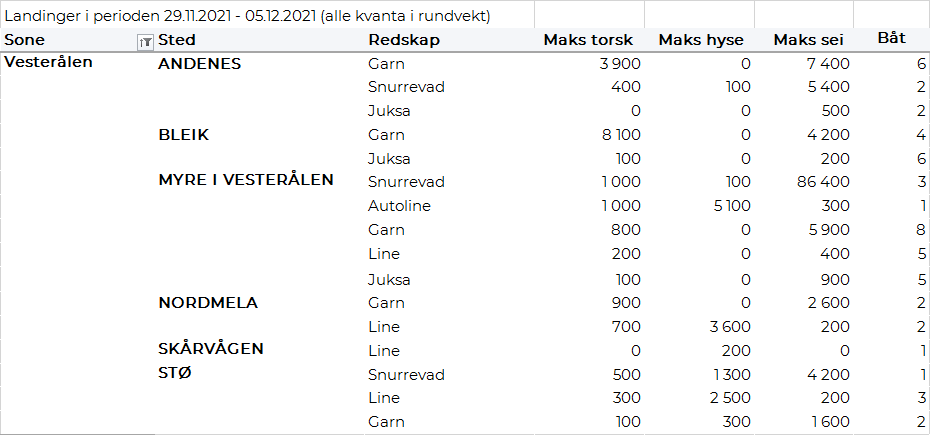 Landinger i perioden 29.11.2021 - 05.12.2021 (alle kvanta i rundvekt)
Sone Sted Redskap Maks torsk Maks hyse Maks sei Båt
Vesterålen ANDENES Garn 3 900 0 7 400 6
Snurrevad 400 100 5 400 2
Juksa 0 0 500 2
BLEIK Garn 8 100 0 4 200 4
Juksa 100 0 200 6
MYRE I VESTERÅLEN Snurrevad 1 000 100 86 400 3
Autoline 1 000 5 100 300 1
Garn 800 0 5 900 8
Line 200 0 400 5
Juksa 100 0 900 5
NORDMELA Garn 900 0 2 600 2
Line 700 3 600 200 2
SKÅRVÅGEN Line 0 200 0 1
STØ Snurrevad 500 1 300 4 200 1
Line 300 2 500 200 3
Garn 100 300 1 600 2